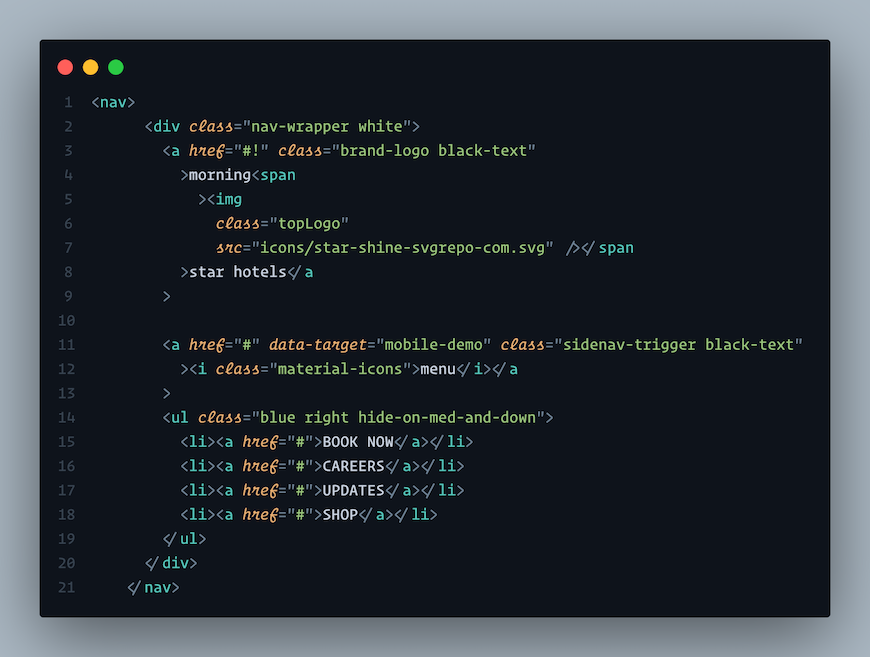 1 <nav>
2 <div class="nav-wrapper white">
3 <a href="#!" class="brand-logo black-text"
4 >morning<span
5 ><img
6 class="topLogo"
7 src="icons/star-shine-svgrepo-com.svg" /></span
8 >star hotels</a
9 >
10
11 <a href="#" data-target="mobile-demo" class="sidenav-trigger black-text"
12 ><i class="material-icons">menu</i></a
13 >
14 <ul class="blue right hide-on-med-and-down">
15 <li><a href="#">BOOK NOW</a></li>
16 <li><a href="#">CAREERS</a></li>
17 <li><a href="#">UPDATES</a></li>
18 <li><a href="#">SHOP</a></li>
19 </ul>
20 </div>
21 </nav>